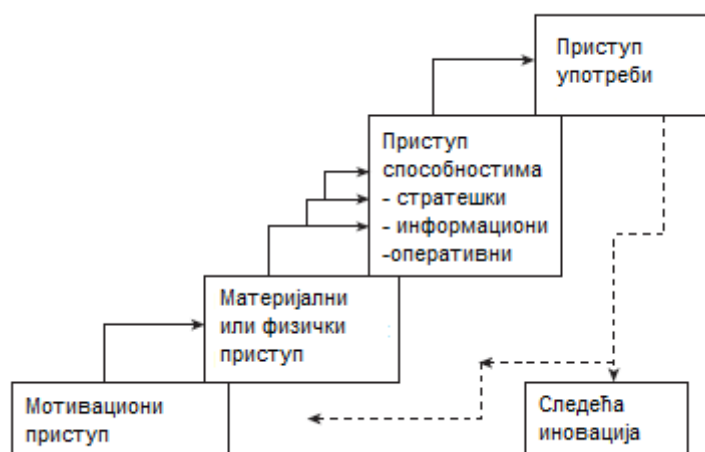 Приступ
употреби
Приступ
способностима
- стратешки
- информациони
-оперативни
Материјални
или физички
приступ
Мотивациони
приступ
Следећа
иновација